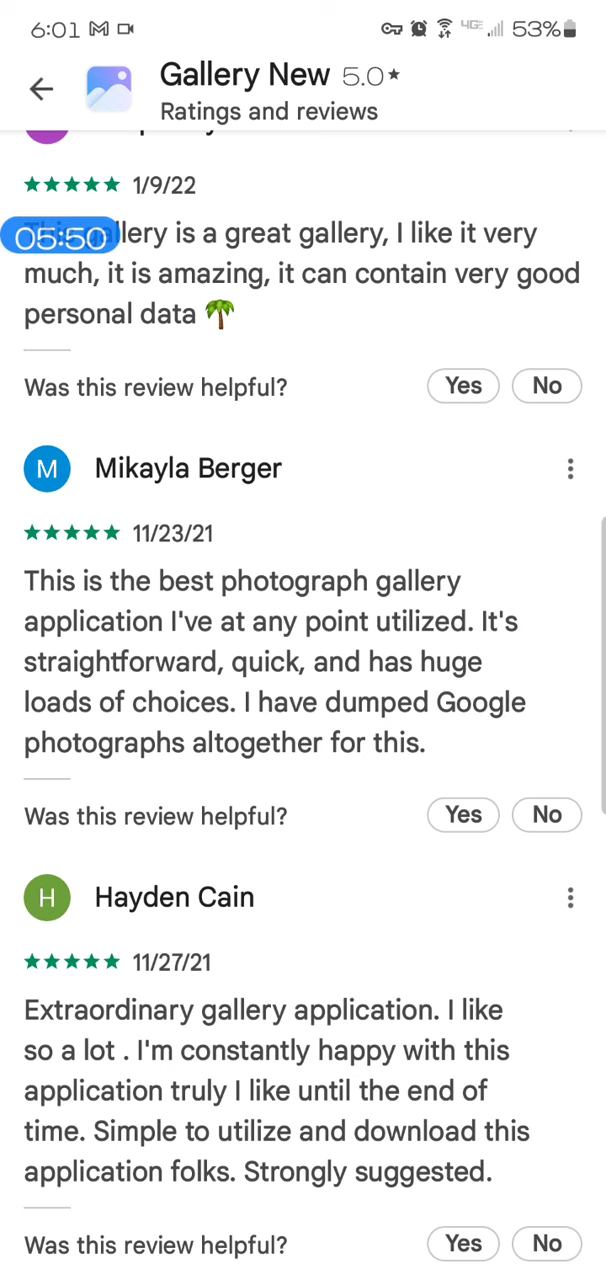 6:01
4GE
53%
Gallery New 5.0★
Ratings and reviews
★★★★★ 1/9/22
05:50
This gallery is a great gallery, I like it very
much, it is amazing, it can contain very good
personal data 🌴
Was this review helpful? Yes No
M Mikayla Berger
★★★★★ 11/23/21
This is the best photograph gallery
application I've at any point utilized. It's
straightforward, quick, and has huge
loads of choices. I have dumped Google
photographs altogether for this.
Was this review helpful? Yes No
H Hayden Cain
★★★★★ 11/27/21
Extraordinary gallery application. I like
so a lot . I'm constantly happy with this
application truly I like until the end of
time. Simple to utilize and download this
application folks. Strongly suggested.
Was this review helpful? Yes No